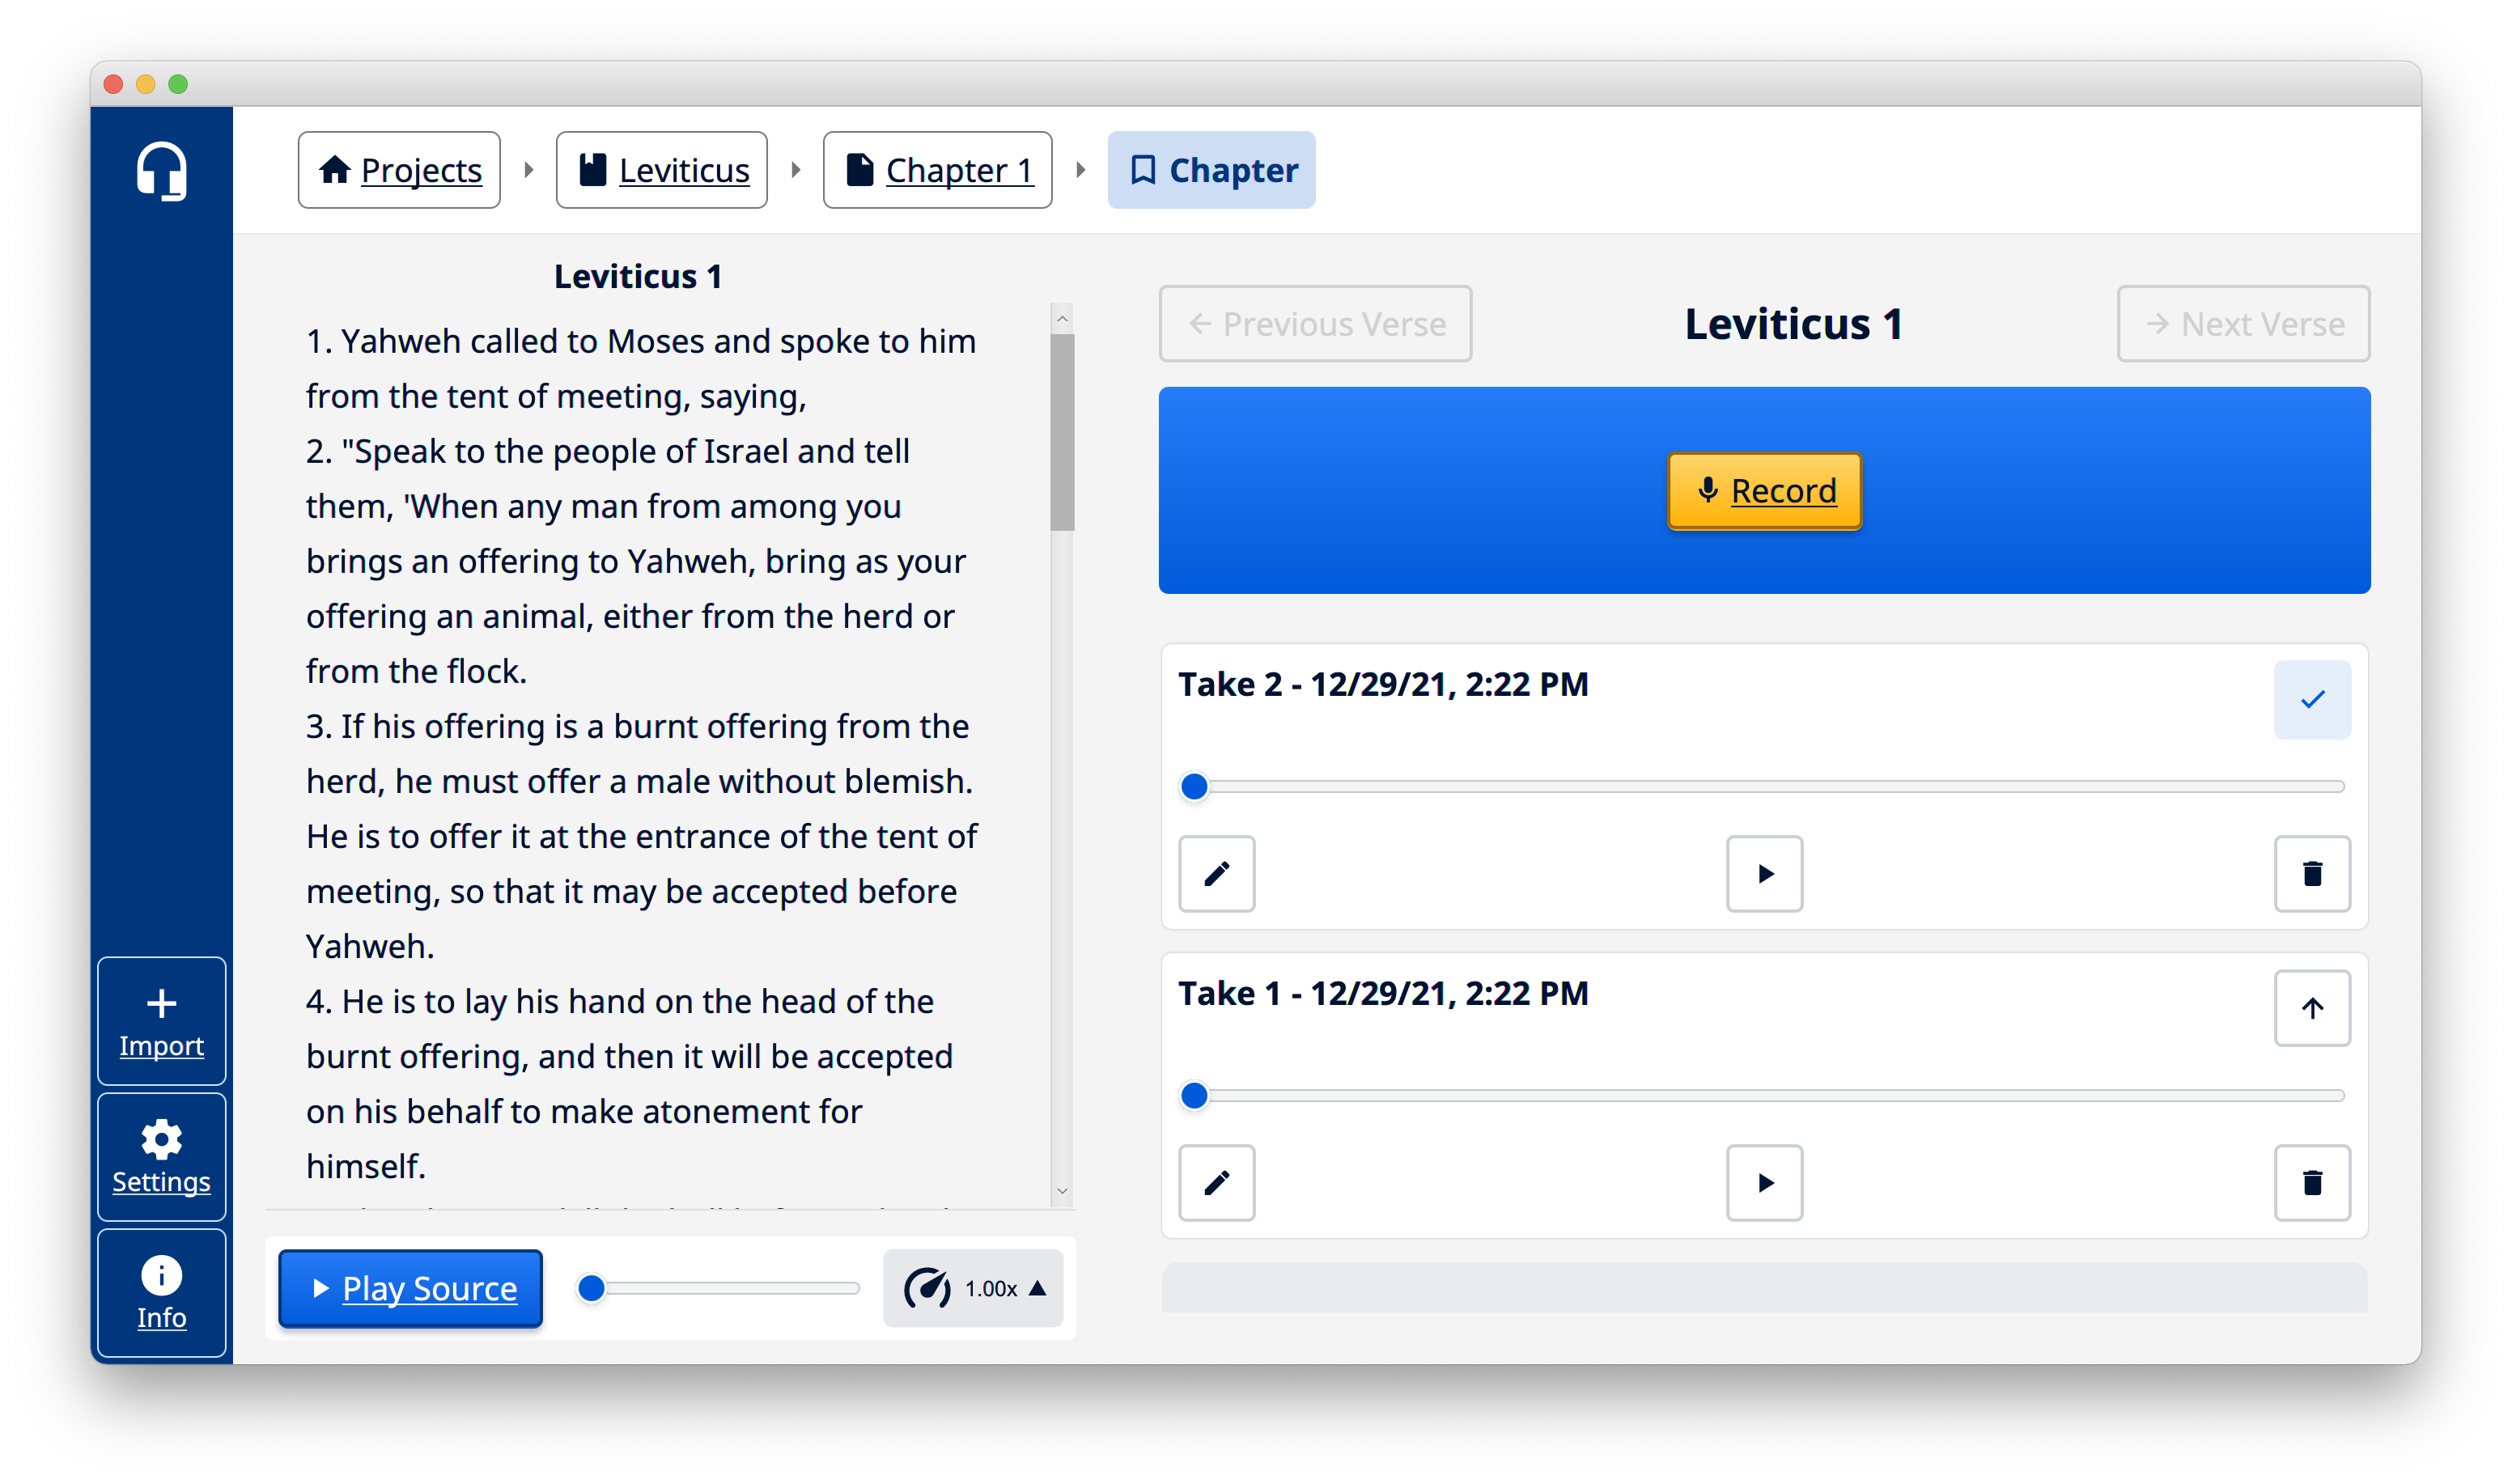 Projects
Leviticus
Chapter 1
Chapter
Leviticus 1
1. Yahweh called to Moses and spoke to him
from the tent of meeting, saying,
2. "Speak to the people of Israel and tell
them, 'When any man from among you
brings an offering to Yahweh, bring as your
offering an animal, either from the herd or
from the flock.
3. If his offering is a burnt offering from the
herd, he must offer a male without blemish.
He is to offer it at the entrance of the tent of
meeting, so that it may be accepted before
Yahweh.
4. He is to lay his hand on the head of the
burnt offering, and then it will be accepted
on his behalf to make atonement for
himself.
Play Source
1.00x
Previous Verse
Leviticus 1
Next Verse
Record
Take 2 - 12/29/21, 2:22 PM
Take 1 - 12/29/21, 2:22 PM
Import
Settings
Info